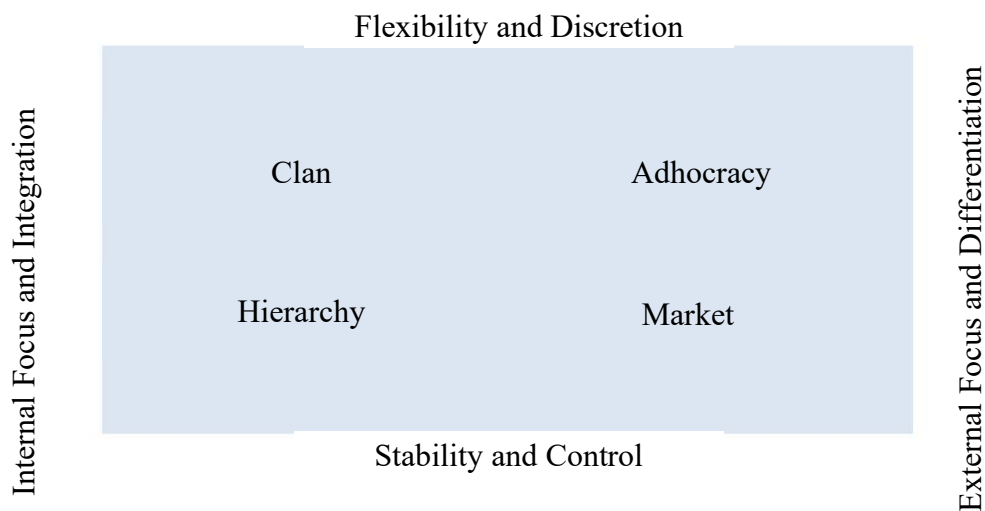 Flexibility and Discretion
Internal Focus and Integration
External Focus and Differentiation
Clan
Adhocracy
Hierarchy
Market
Stability and Control